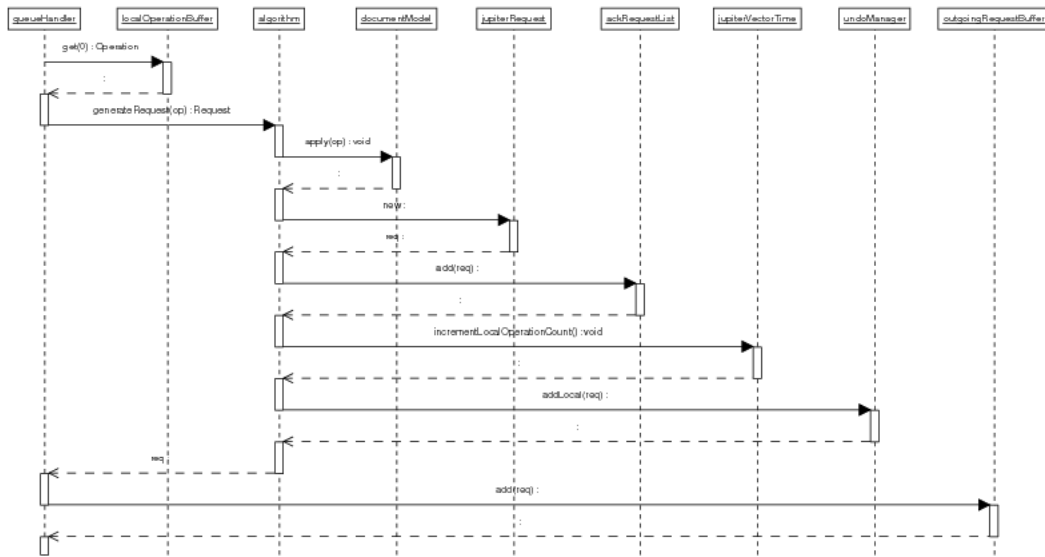 queueHandler localOperationBuffer algorithm documentModel jupiterRequest ackRequestList jupiterVectorTime undoManager outgoingRequestBuffer
get(0) : Operation
:
generateRequest(op) : Request
apply(op) : void
:
new :
req :
add(req) :
:
incrementLocalOperationCount() :void
:
addLocal(req) :
:
req
add(req) :
: